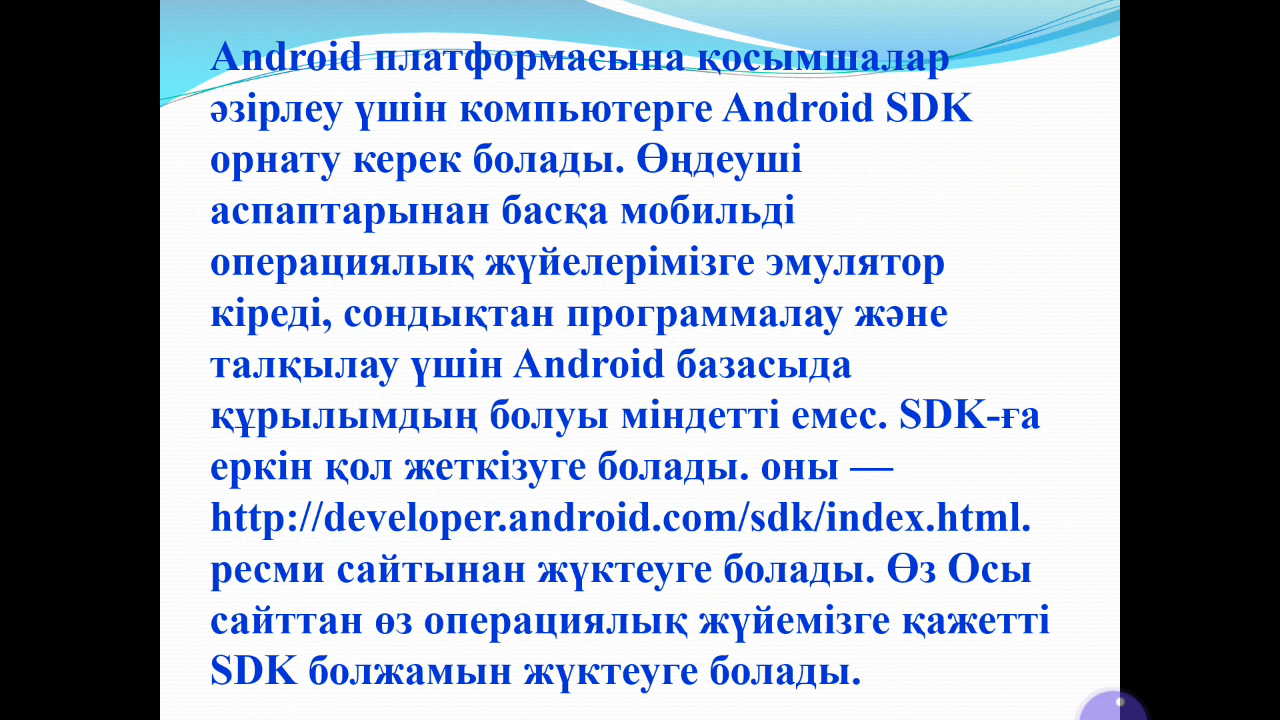 Android платформасына қосымшалар
әзірлеу үшін компьютерге Android SDK
орнату керек болады. Өңдеуші
аспаптарынан басқа мобильді
операциялық жүйелерімізге эмулятор
кіреді, сондықтан программалау және
талқылау үшін Android базасыда
құрылымдың болуы міндетті емес. SDK-ға
еркін қол жеткізуге болады. оны —
http://developer.android.com/sdk/index.html.
ресми сайтынан жүктеуге болады. Өз Осы
сайттан өз операциялық жүйемізге қажетті
SDK болжамын жүктеуге болады.